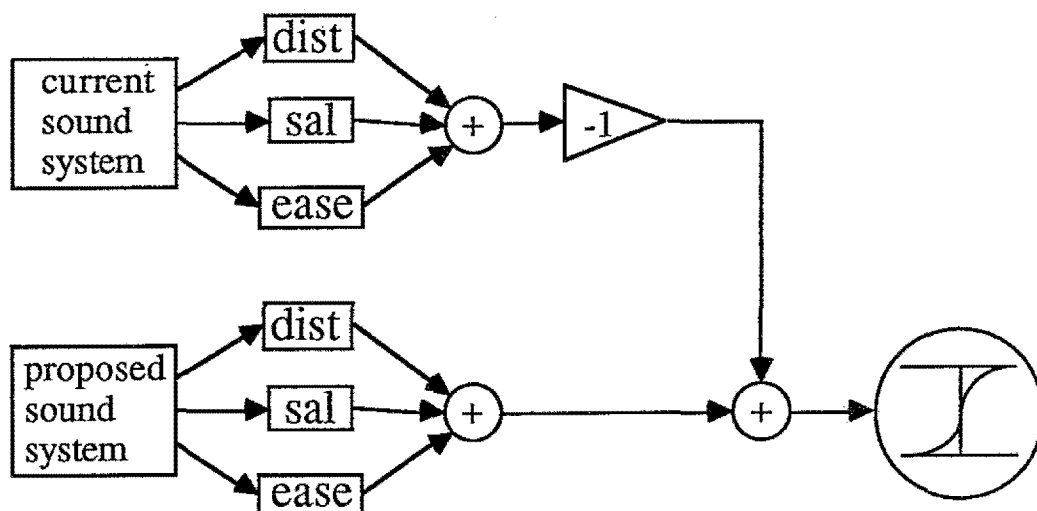 current
sound
system
dist
sal
ease
+
-1
proposed
sound
system
dist
sal
ease
+
+